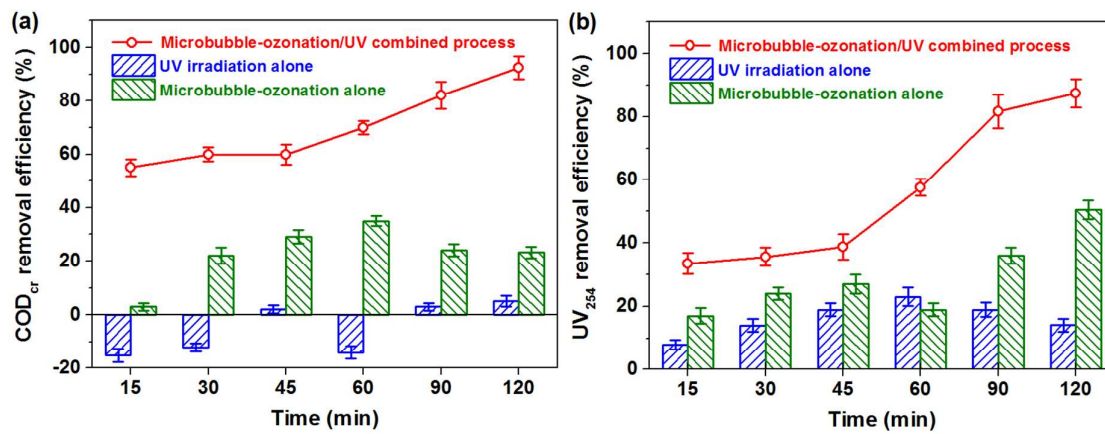 (a)
Microbubble-ozonation/UV combined process
UV irradiation alone
Microbubble-ozonation alone
COD_cr removal efficiency (%)
100
80
60
40
20
0
-20
15 30 45 60 90 120
Time (min)
(b)
Microbubble-ozonation/UV combined process
UV irradiation alone
Microbubble-ozonation alone
UV_254 removal efficiency (%)
100
80
60
40
20
0
15 30 45 60 90 120
Time (min)